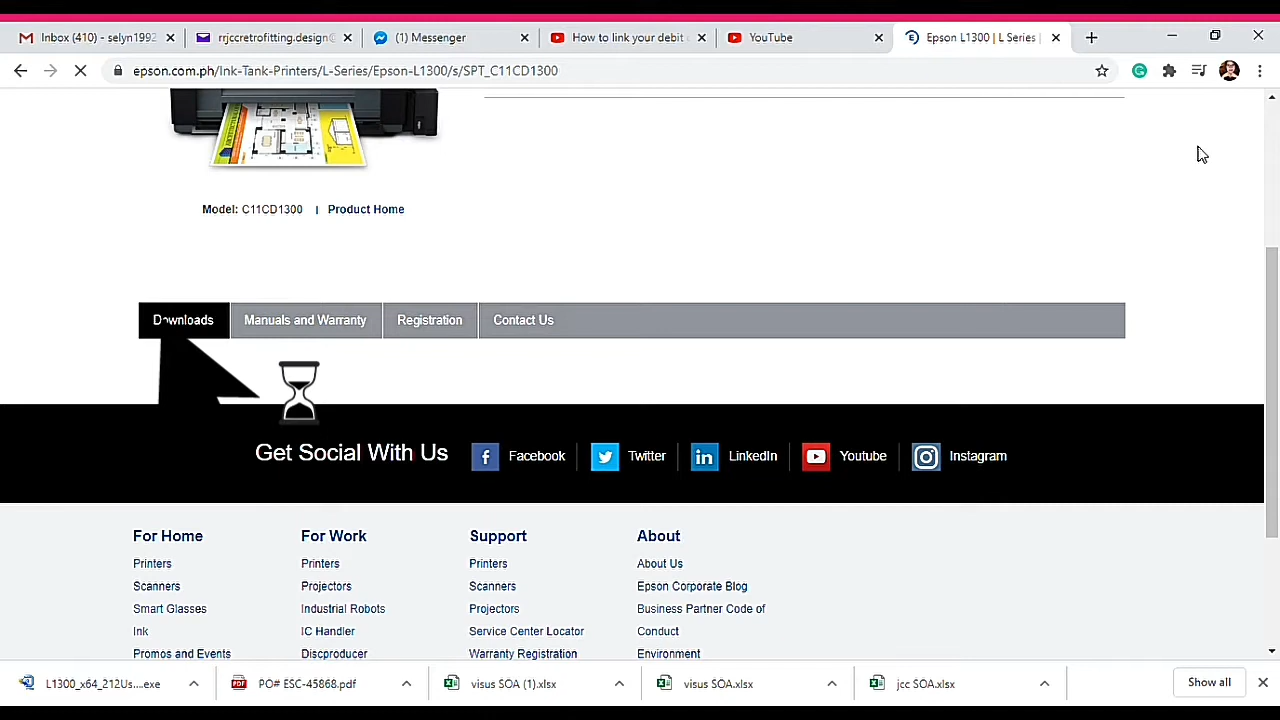 Inbox (410) - selyn1992
rrjccretrofitting.design@
(1) Messenger
How to link your debit
YouTube
Epson L1300 | L Series |
epson.com.ph/Ink-Tank-Printers/L-Series/Epson-L1300/s/SPT_C11CD1300
Model: C11CD1300 | Product Home
Downloads Manuals and Warranty Registration Contact Us
Get Social With Us Facebook Twitter LinkedIn Youtube Instagram
For Home For Work Support About
Printers Printers Printers About Us
Scanners Projectors Scanners Epson Corporate Blog
Smart Glasses Industrial Robots Projectors Business Partner Code of
Ink IC Handler Service Center Locator Conduct
Promos and Events Discproducer Warranty Registration Environment
L1300_x64_212Us....exe PO# ESC-45868.pdf visus SOA (1).xlsx visus SOA.xlsx jcc SOA.xlsx Show all